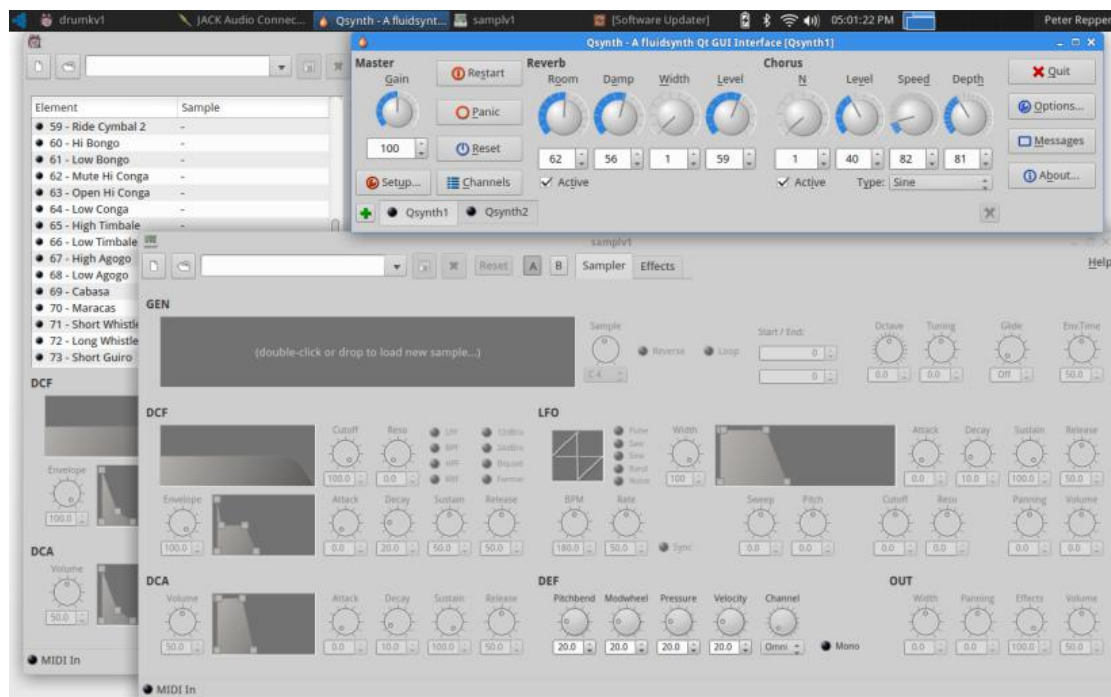 drumkv1
JACK Audio Connec...
Qsynth - A fluidsynt...
samplv1
[Software Updater]
05:01:22 PM
Peter Reppe
Qsynth - A fluidsynth Qt GUI Interface [Qsynth1]
Master
Gain
100
Setup...
Restart
Panic
Reset
Channels
Reverb
Room Damp Width Level
62 56 1 59
Active
Chorus
N Level Speed Depth
1 40 82 81
Active Type: Sine
Quit
Options...
Messages
About...
Qsynth1 Qsynth2
Element Sample
59 - Ride Cymbal 2 -
60 - Hi Bongo -
61 - Low Bongo -
62 - Mute Hi Conga -
63 - Open Hi Conga -
64 - Low Conga -
65 - High Timbale -
66 - Low Timbale
67 - High Agogo
68 - Low Agogo
69 - Cabasa
70 - Maracas
71 - Short Whistle
72 - Long Whistle
73 - Short Guiro
DCF
Envelope
100.0
DCA
Volume
50.0
MIDI In
samplv1
Reset A B Sampler Effects Help
GEN
(double-click or drop to load new sample...)
Sample Start / End: Octave Tuning Glide Env.Time
Reverse Loop 0
C 4 0 0.0 0.0 Off 50.0
DCF
Cutoff Reso
LPF 12dB/o
BPF 24dB/o
HPF Biquad
BRF Formant
100.0 0.0
Envelope Attack Decay Sustain Release
100.0 0.0 20.0 50.0 50.0
LFO
Pulse
Saw
Sine
Rand
Noise
Width Attack Decay Sustain Release
100 0.0 10.0 100.0 50.0
BPM Rate Sweep Pitch Cutoff Reso Panning Volume
180.0 50.0 Sync 0.0 0.0 0.0 0.0 0.0 0.0
DCA
Volume Attack Decay Sustain Release
50.0 0.0 10.0 100.0 50.0
DEF
Pitchbend Modwheel Pressure Velocity Channel
20.0 20.0 20.0 20.0 Omni Mono
OUT
Width Panning Effects Volume
0.0 0.0 100.0 50.0
MIDI In